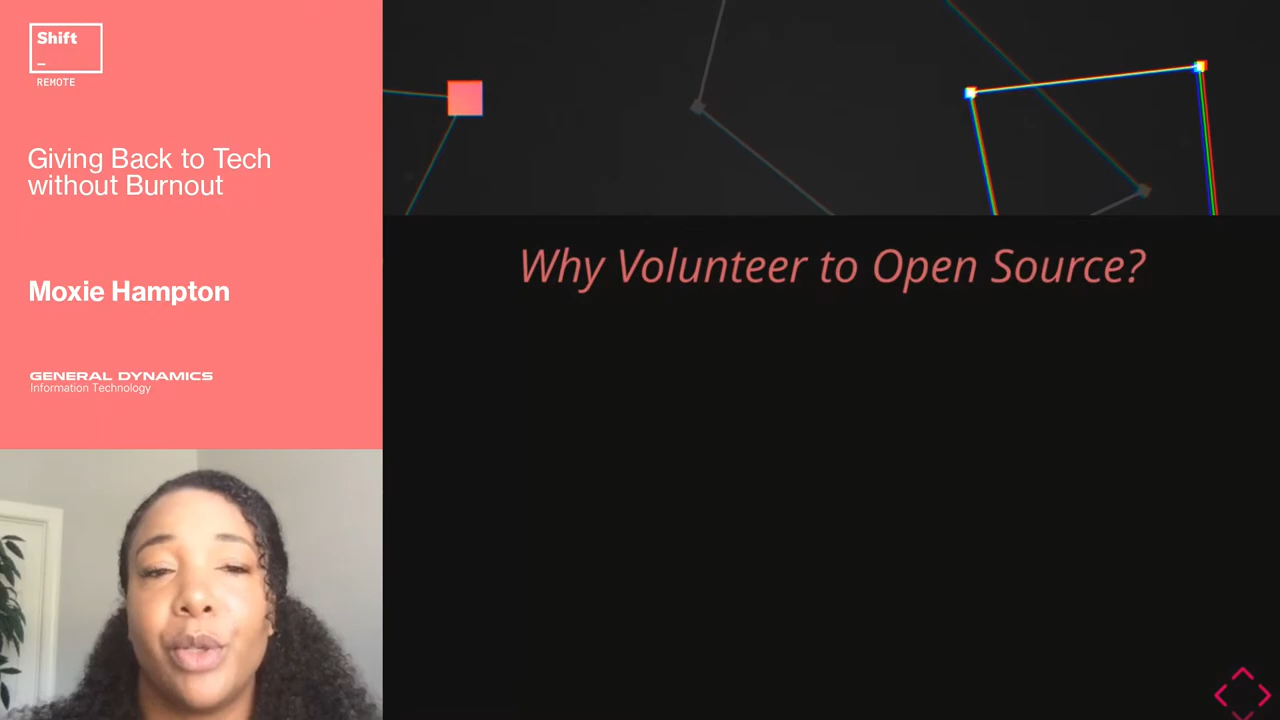 Shift
_
REMOTE
Giving Back to Tech
without Burnout
Moxie Hampton
GENERAL DYNAMICS
Information Technology
Why Volunteer to Open Source?